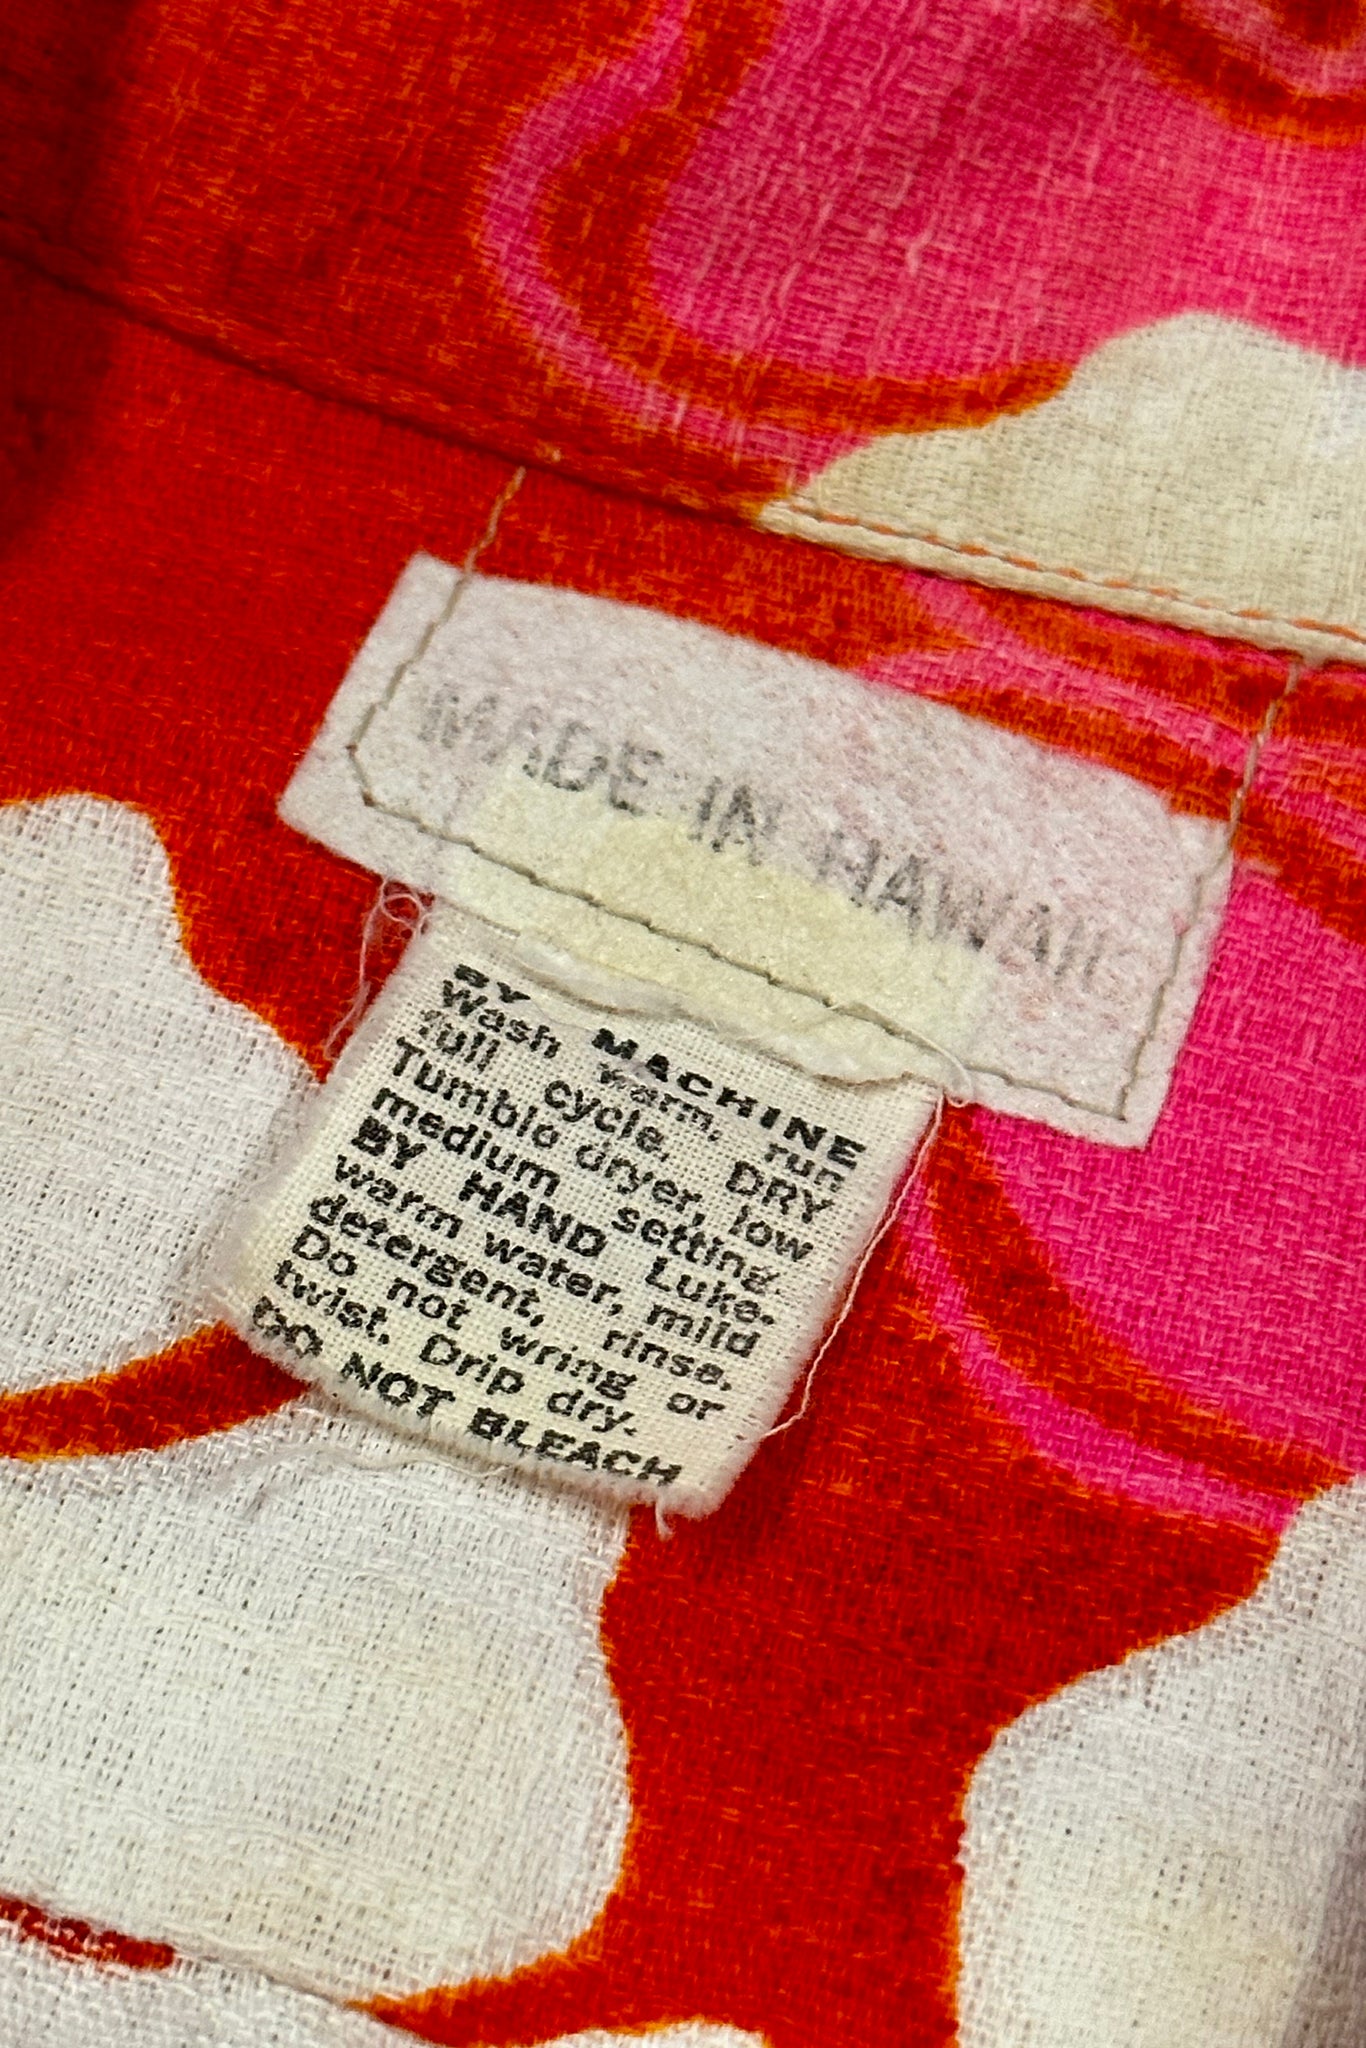 MADE IN HAWAII
BY MACHINE
Wash warm, run
full cycle. DRY
Tumble dryer, low
medium setting.
BY HAND Luke-
warm water, mild
detergent, rinse.
Do not wring or
twist. Drip dry.
DO NOT BLEACH